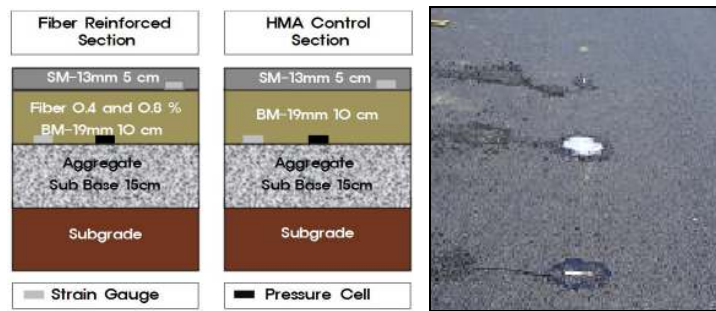 Fiber Reinforced
Section
HMA Control
Section
SM-13mm 5 cm
Fiber 0.4 and 0.8 %
BM-19mm 10 cm
Aggregate
Sub Base 15cm
Subgrade
SM-13mm 5 cm
BM-19mm 10 cm
Aggregate
Sub Base 15cm
Subgrade
Strain Gauge
Pressure Cell